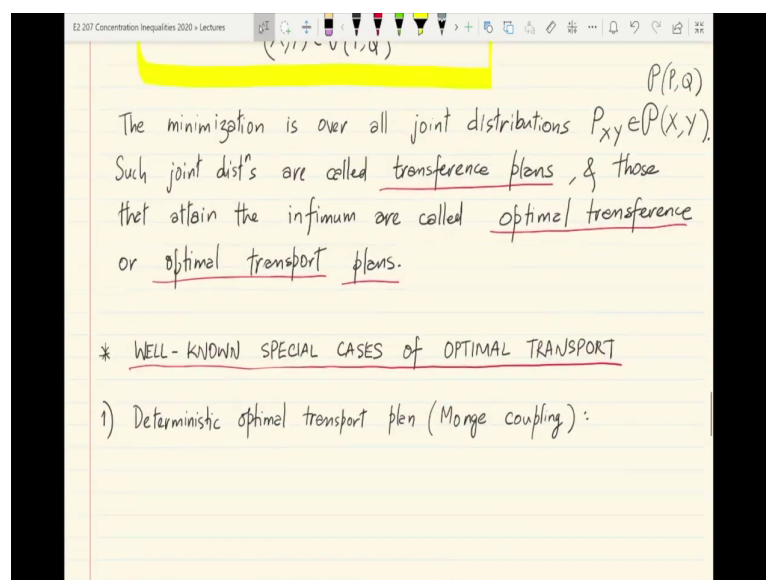 E2 207 Concentration Inequalities 2020 » Lectures
P(P,Q)
The minimization is over all joint distributions P_XY ∈ P(X,Y).
Such joint distⁿs are called transference plans, & those
that attain the infimum are called optimal transference
or optimal transport plans.
* WELL-KNOWN SPECIAL CASES of OPTIMAL TRANSPORT
1) Deterministic optimal transport plan (Monge coupling):